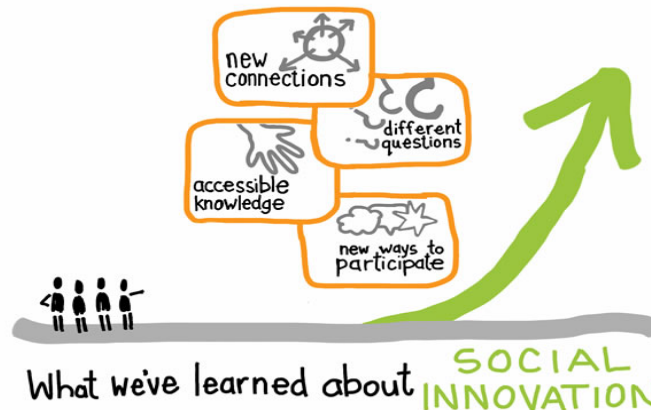 new
connections
different
questions
accessible
knowledge
new ways to
participate
What we've learned about SOCIAL
INNOVATION